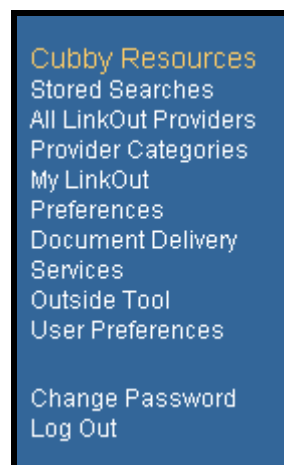 Cubby Resources
Stored Searches
All LinkOut Providers
Provider Categories
My LinkOut
Preferences
Document Delivery
Services
Outside Tool
User Preferences
Change Password
Log Out